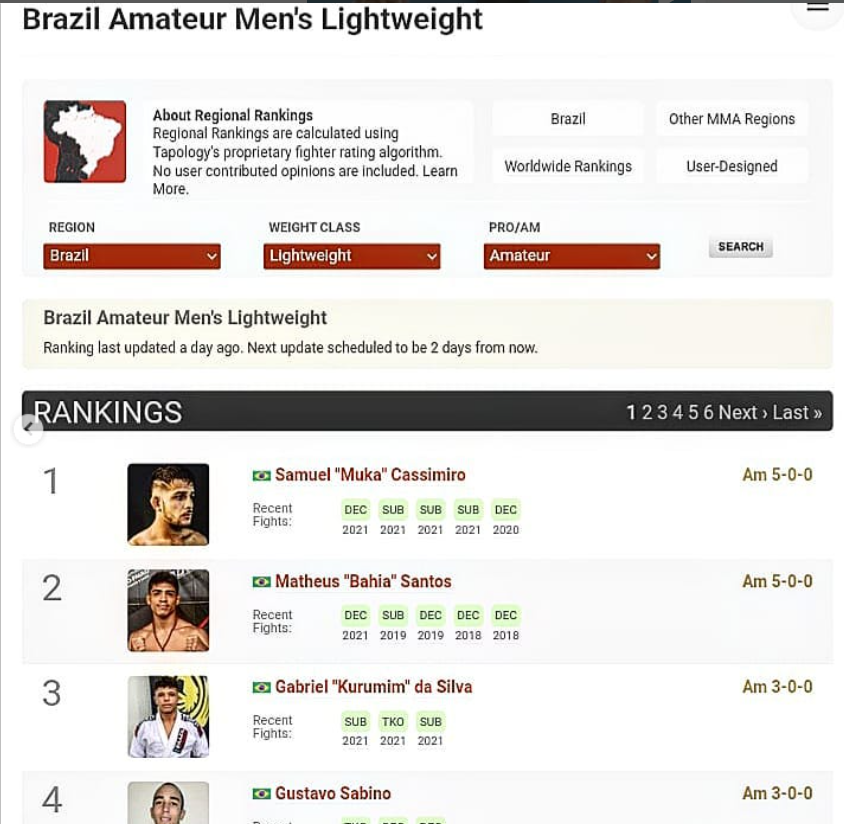 Brazil Amateur Men's Lightweight
About Regional Rankings
Regional Rankings are calculated using
Tapology's proprietary fighter rating algorithm.
No user contributed opinions are included. Learn
More.
Brazil
Other MMA Regions
Worldwide Rankings
User-Designed
REGION
WEIGHT CLASS
PRO/AM
Brazil
Lightweight
Amateur
SEARCH
Brazil Amateur Men's Lightweight
Ranking last updated a day ago. Next update scheduled to be 2 days from now.
RANKINGS
1 2 3 4 5 6 Next › Last »
1
Samuel "Muka" Cassimiro
Am 5-0-0
Recent
Fights:
DEC SUB SUB SUB DEC
2021 2021 2021 2021 2020
2
Matheus "Bahia" Santos
Am 5-0-0
Recent
Fights:
DEC SUB DEC DEC DEC
2021 2019 2019 2018 2018
3
Gabriel "Kurumim" da Silva
Am 3-0-0
Recent
Fights:
SUB TKO SUB
2021 2021 2021
4
Gustavo Sabino
Am 3-0-0